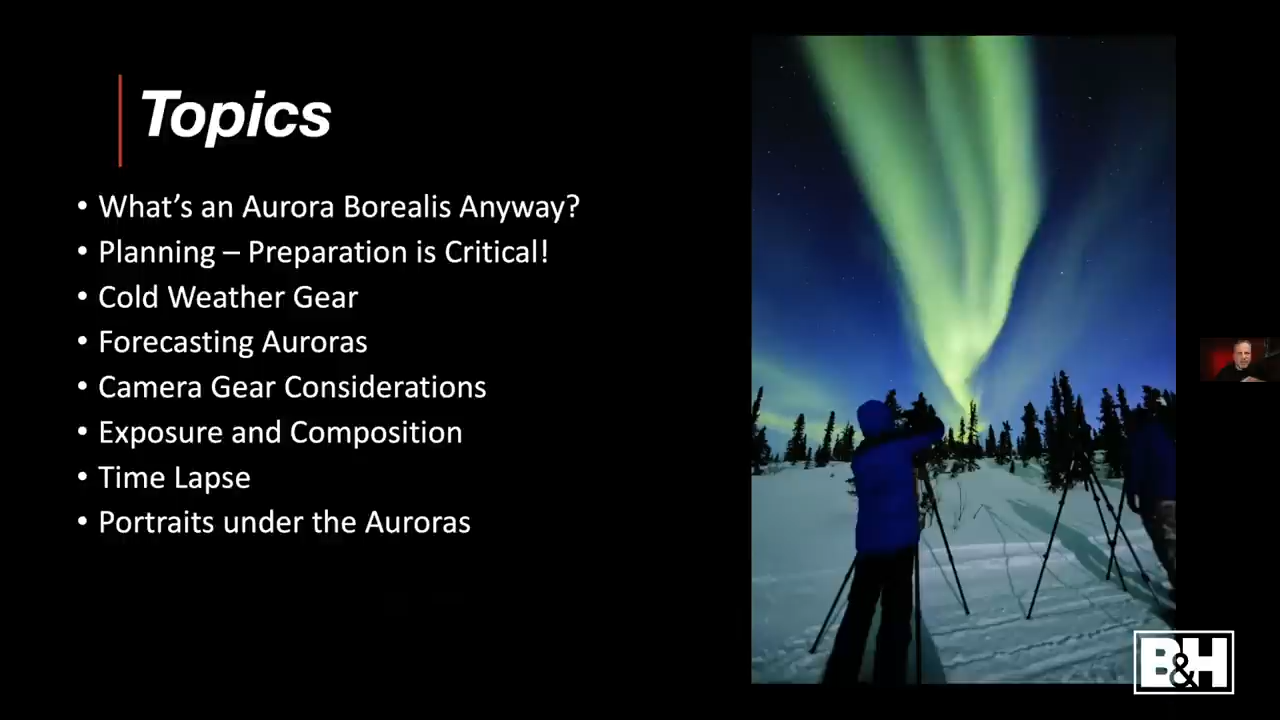 Topics
• What's an Aurora Borealis Anyway?
• Planning – Preparation is Critical!
• Cold Weather Gear
• Forecasting Auroras
• Camera Gear Considerations
• Exposure and Composition
• Time Lapse
• Portraits under the Auroras
B&H